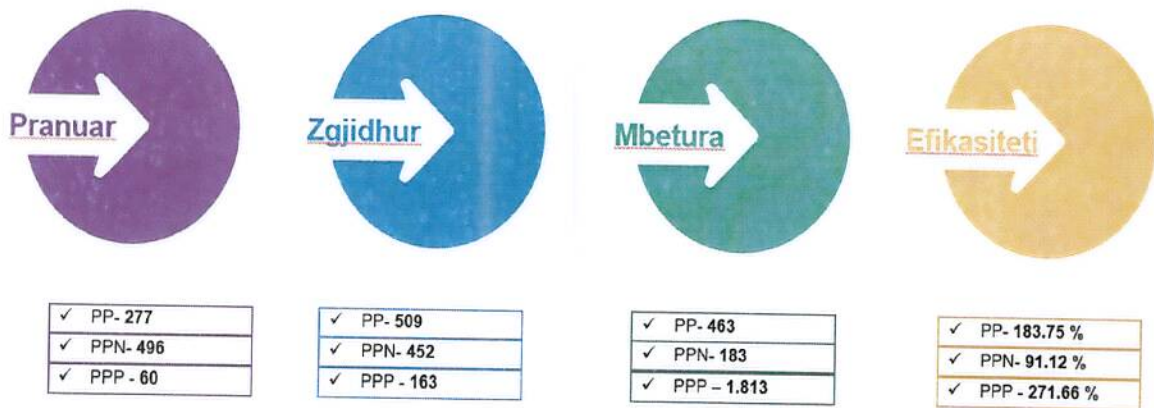 Pranuar
Zgjidhur
Mbetura
Efikasiteti
✓ PP- 277
✓ PPN- 496
✓ PPP - 60
✓ PP- 509
✓ PPN- 452
✓ PPP - 163
✓ PP- 463
✓ PPN- 183
✓ PPP – 1.813
✓ PP- 183.75 %
✓ PPN- 91.12 %
✓ PPP - 271.66 %